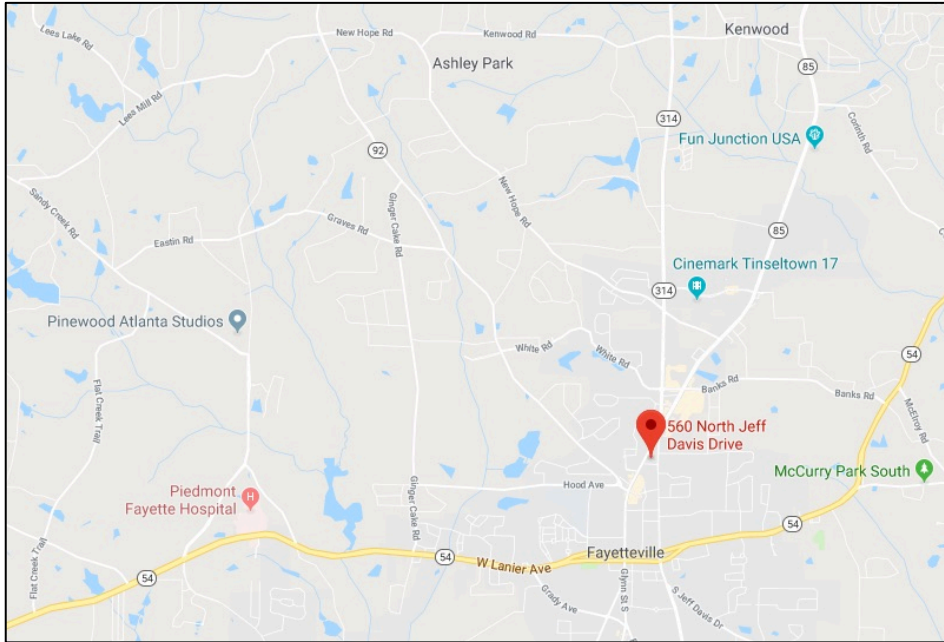 Lees Lake Rd
New Hope Rd
Kenwood Rd
Kenwood
Ashley Park
85
Lees Mill Rd
314
Fun Junction USA
Corinth Rd
92
Sandy Creek Rd
New Hope Rd
Ginger Cake Rd
Graves Rd
Eastin Rd
85
Cinemark Tinseltown 17
314
Pinewood Atlanta Studios
White Rd
White Rd
54
Banks Rd
Banks Rd
Flat Creek Trail
McElroy Rd
560 North Jeff
Davis Drive
McCurry Park South
Piedmont
Fayette Hospital
H
Hood Ave
Ginger Cake Rd
54
Flat Creek Trail
54
W Lanier Ave
Fayetteville
54
Grady Ave
Glynn St S
S Jeff Davis Dr